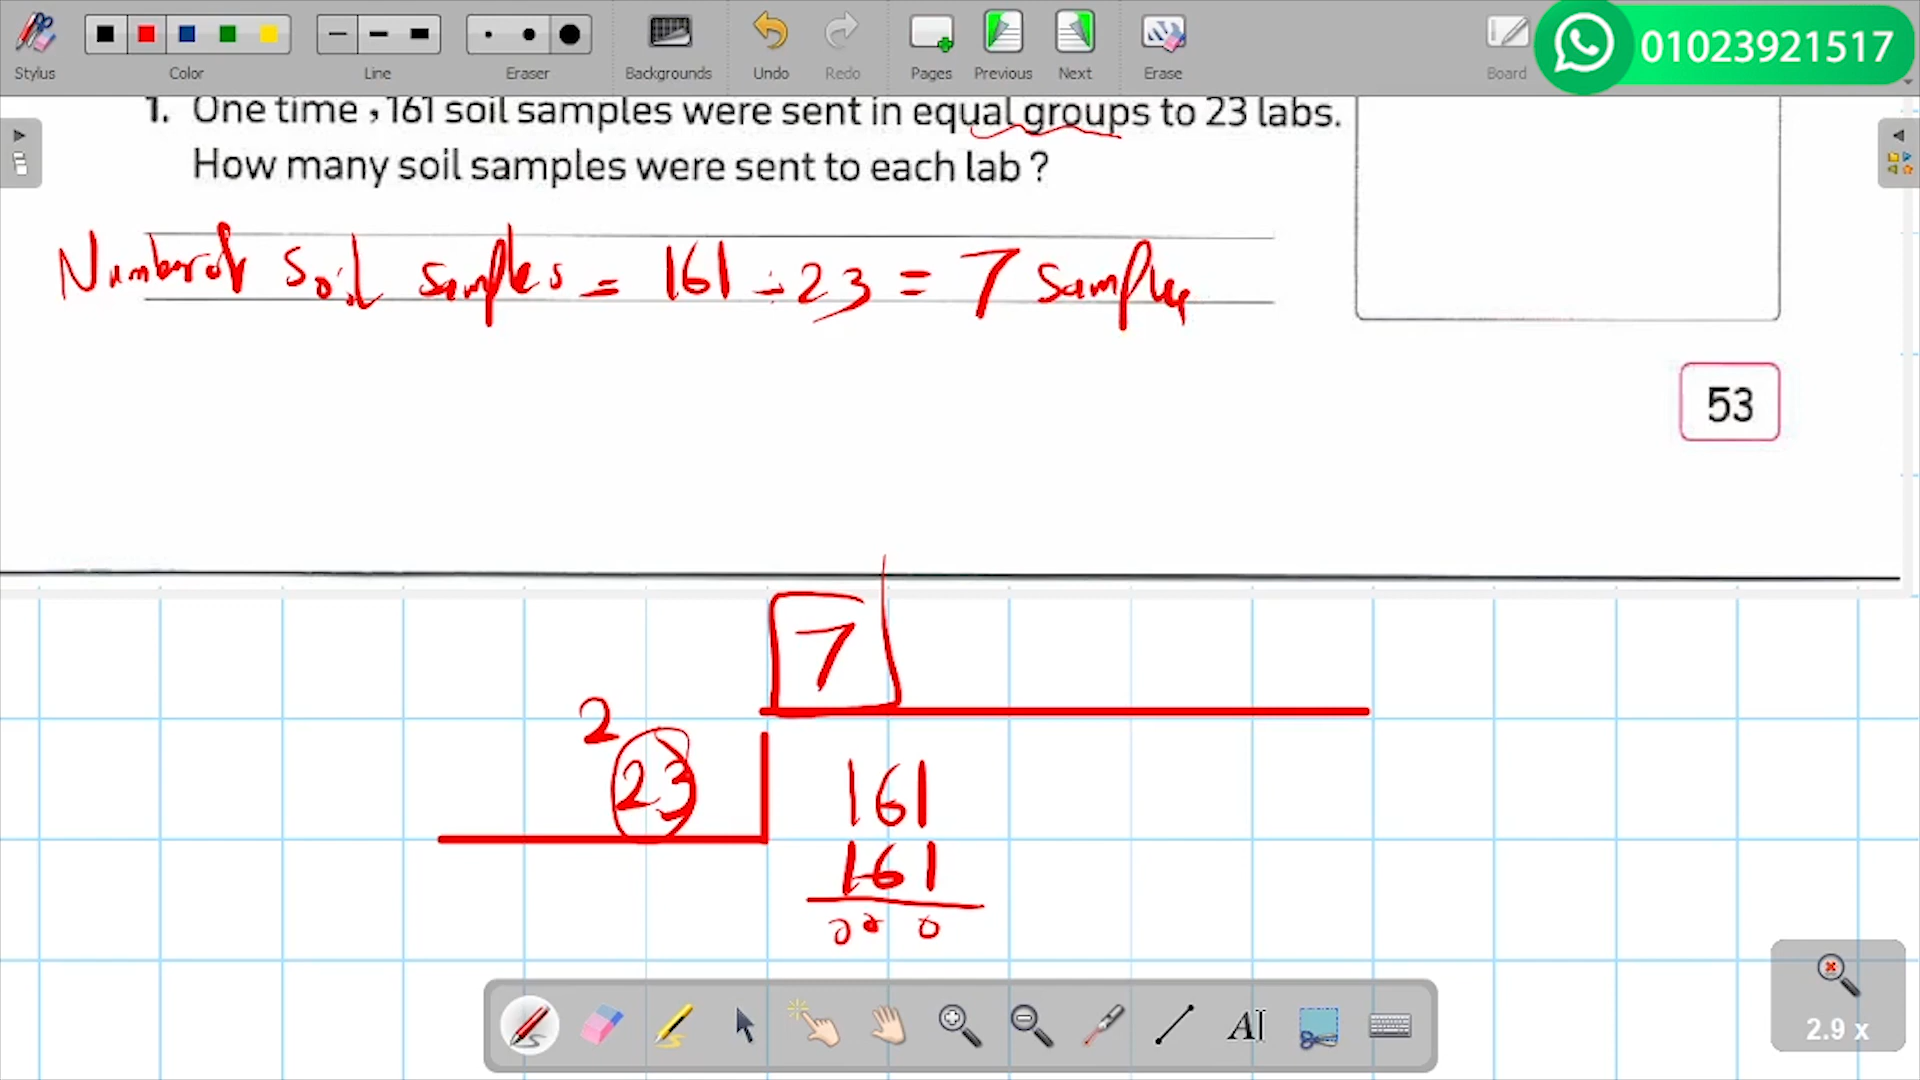 Stylus Color Line Eraser Backgrounds Undo Redo Pages Previous Next Erase Board 01023921517
1. One time , 161 soil samples were sent in equal groups to 23 labs.
How many soil samples were sent to each lab ?
Number of soil samples = 161 ÷ 23 = 7 samples
53
7
2
23 161
161
000
2.9 x